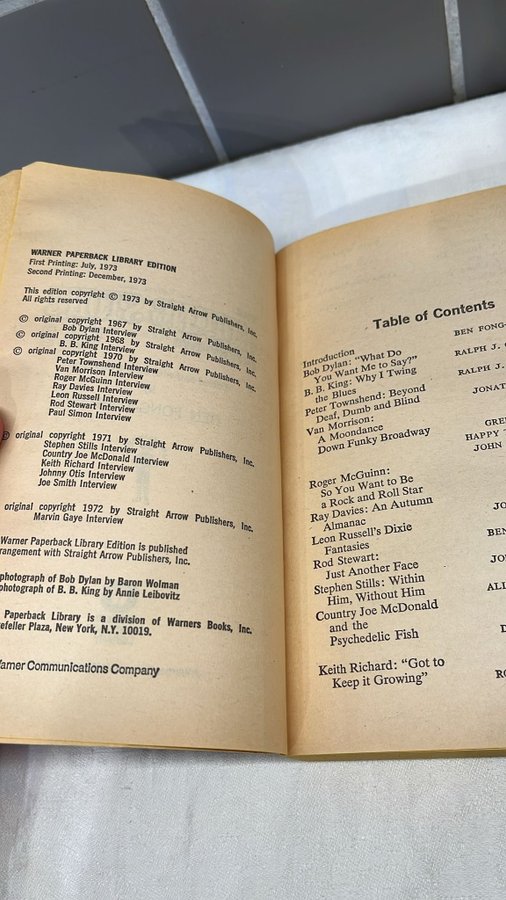 WARNER PAPERBACK LIBRARY EDITION
First Printing: July, 1973
Second Printing: December, 1973
This edition copyright © 1973 by Straight Arrow Publishers, Inc.
All rights reserved
© original copyright 1967 by Straight Arrow Publishers, Inc.
Bob Dylan Interview
© original copyright 1968 by Straight Arrow Publishers, Inc.
B. B. King Interview
© original copyright 1970 by Straight Arrow Publishers, Inc.
Peter Townshend Interview
Van Morrison Interview
Roger McGuinn Interview
Ray Davies Interview
Leon Russell Interview
Rod Stewart Interview
Paul Simon Interview
© original copyright 1971 by Straight Arrow Publishers, Inc.
Stephen Stills Interview
Country Joe McDonald Interview
Keith Richard Interview
Johnny Otis Interview
Joe Smith Interview
original copyright 1972 by Straight Arrow Publishers, Inc.
Marvin Gaye Interview
Warner Paperback Library Edition is published
rrangement with Straight Arrow Publishers, Inc.
photograph of Bob Dylan by Baron Wolman
photograph of B. B. King by Annie Leibovitz
Paperback Library is a division of Warners Books, Inc.
efeller Plaza, New York, N.Y. 10019.
Warner Communications Company
Table of Contents
Introduction BEN FONG-
Bob Dylan: "What Do
You Want Me to Say?" RALPH J.
B. B. King: Why I Twing
the Blues RALPH J.
Peter Townshend: Beyond
Deaf, Dumb and Blind JONAT
Van Morrison:
A Moondance
Down Funky Broadway HAPPY
JOHN
Roger McGuinn:
So You Want to Be
a Rock and Roll Star
Ray Davies: An Autumn
Almanac JO
Leon Russell's Dixie
Fantasies BEN
Rod Stewart:
Just Another Face JO
Stephen Stills: Within
Him, Without Him
Country Joe McDonald
and the
Psychedelic Fish
Keith Richard: "Got to
Keep it Growing"